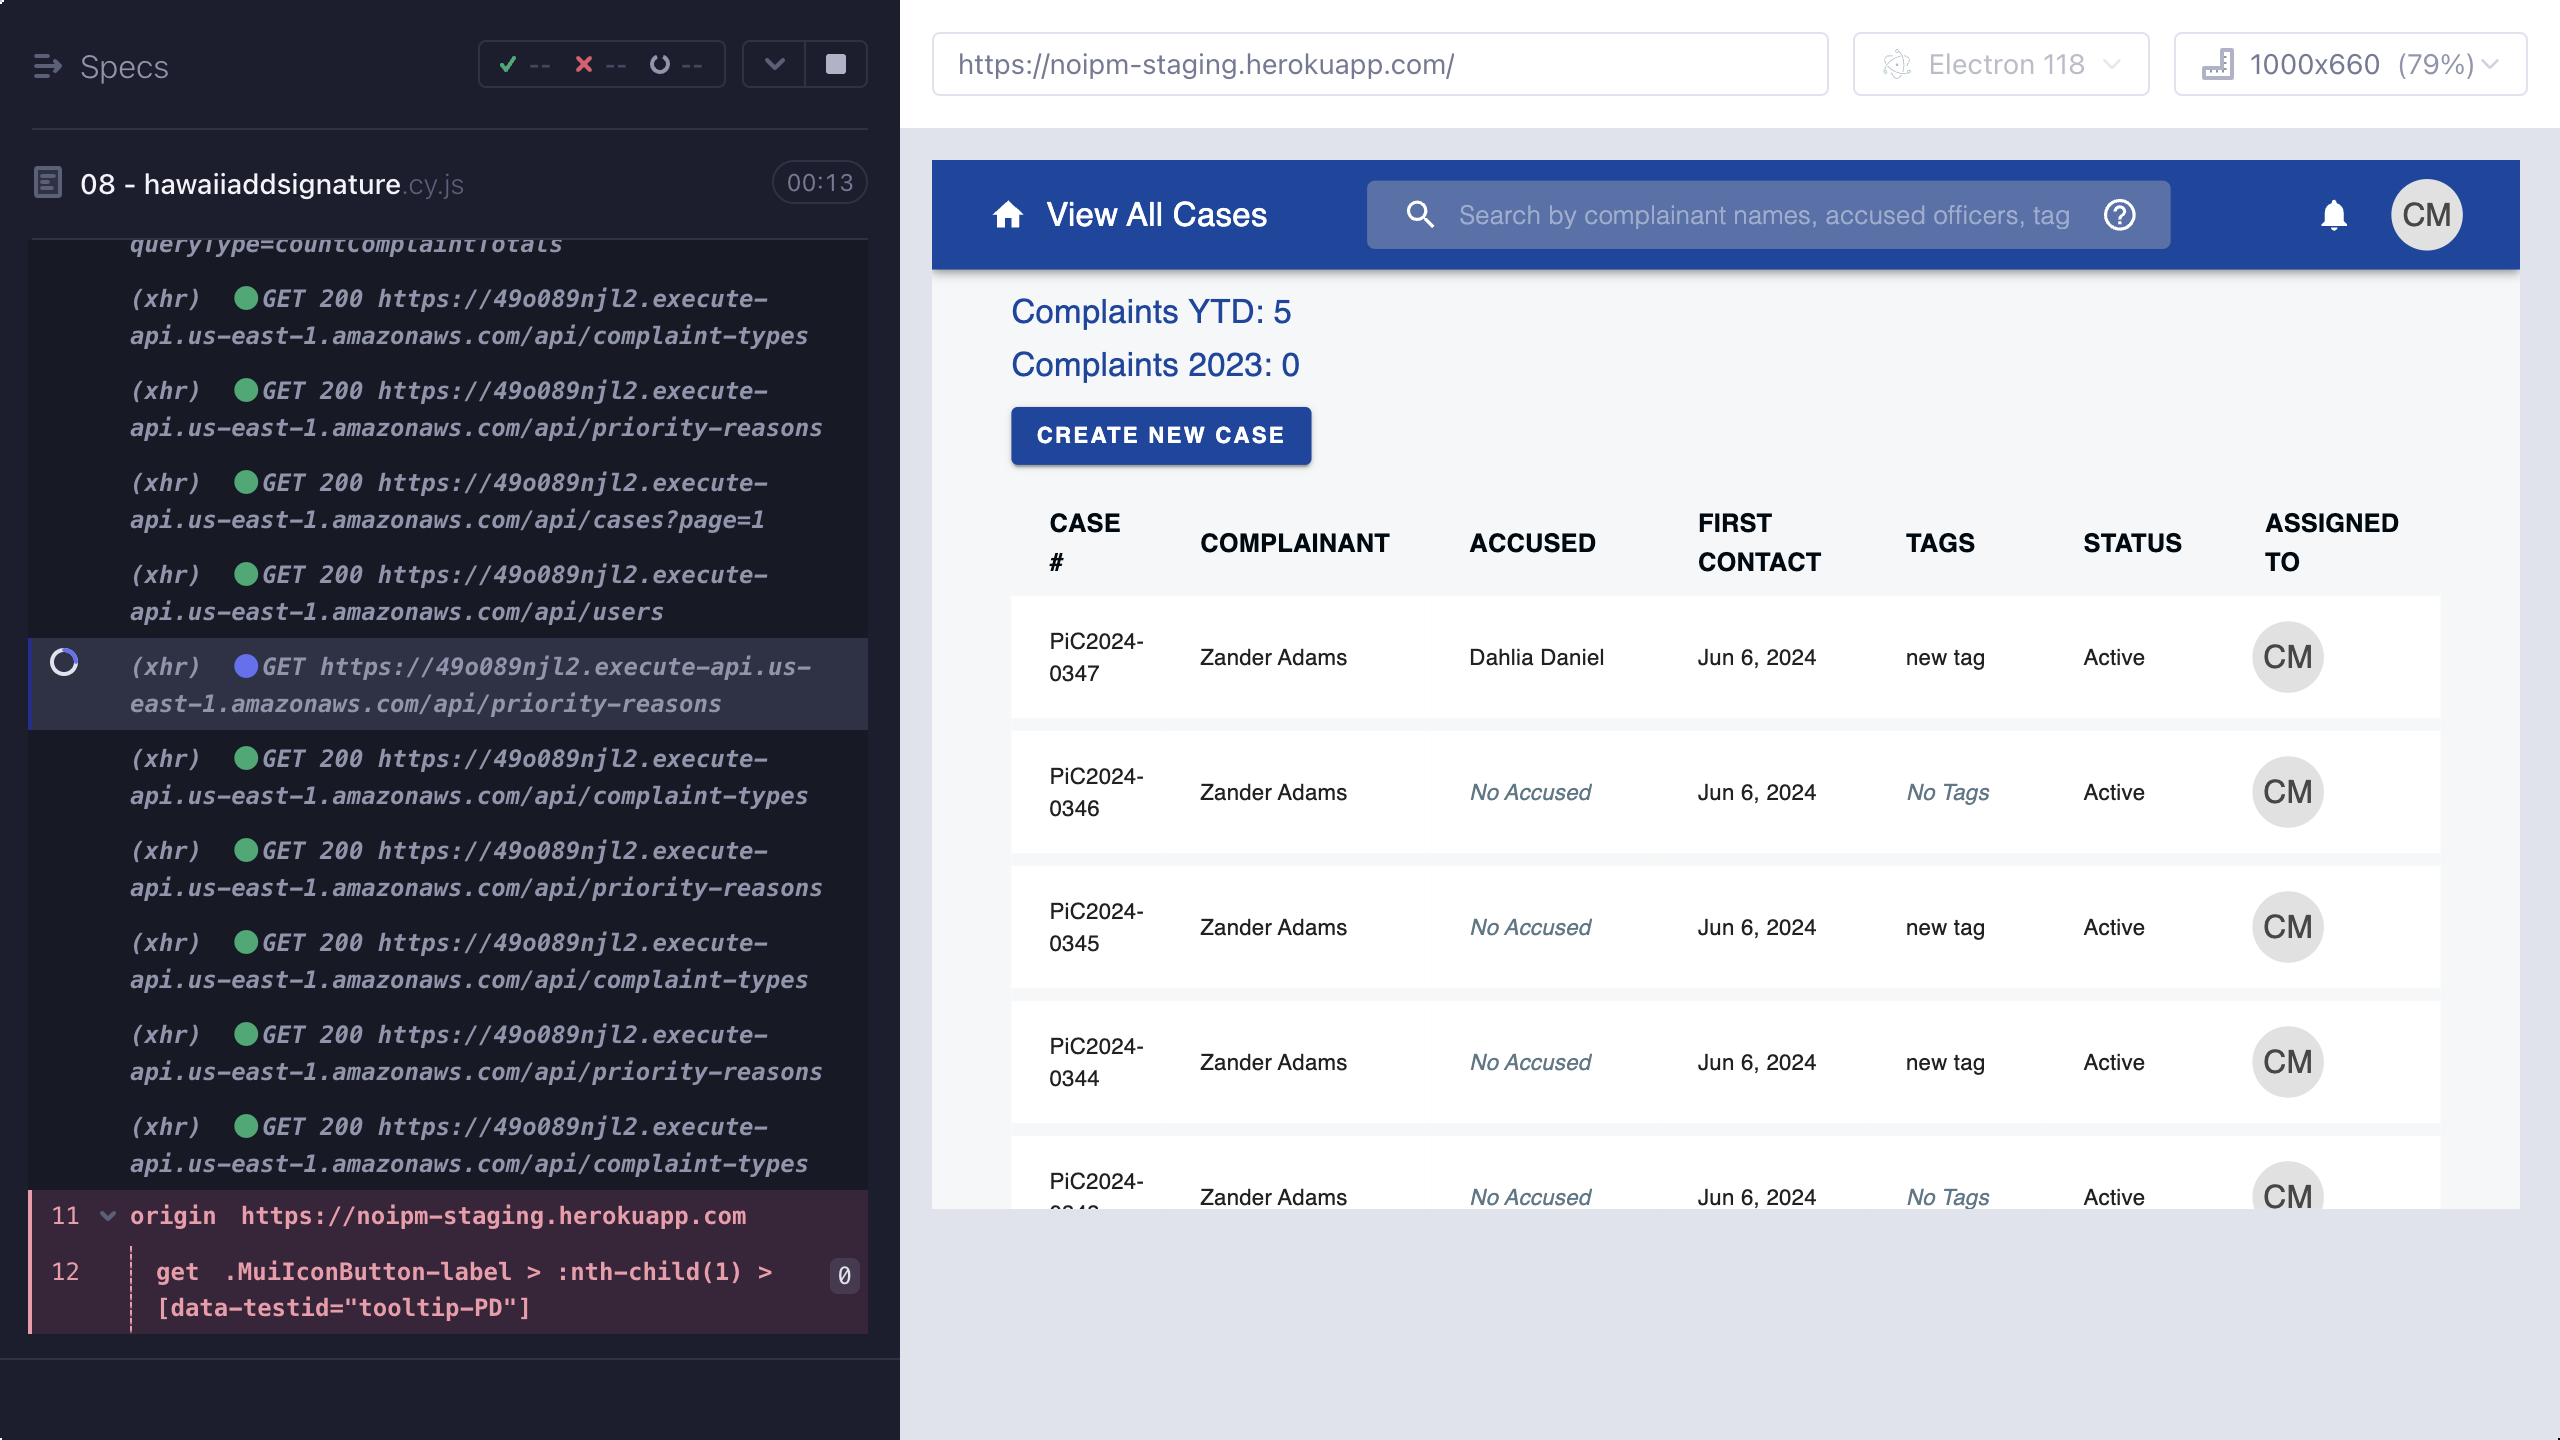 Specs
-- -- --
08 - hawaiiaddsignature.cy.js
00:13
queryType=countComplaintTotals
(xhr) GET 200 https://49o089njl2.execute-
api.us-east-1.amazonaws.com/api/complaint-types
(xhr) GET 200 https://49o089njl2.execute-
api.us-east-1.amazonaws.com/api/priority-reasons
(xhr) GET 200 https://49o089njl2.execute-
api.us-east-1.amazonaws.com/api/cases?page=1
(xhr) GET 200 https://49o089njl2.execute-
api.us-east-1.amazonaws.com/api/users
(xhr) GET https://49o089njl2.execute-api.us-
east-1.amazonaws.com/api/priority-reasons
(xhr) GET 200 https://49o089njl2.execute-
api.us-east-1.amazonaws.com/api/complaint-types
(xhr) GET 200 https://49o089njl2.execute-
api.us-east-1.amazonaws.com/api/priority-reasons
(xhr) GET 200 https://49o089njl2.execute-
api.us-east-1.amazonaws.com/api/complaint-types
(xhr) GET 200 https://49o089njl2.execute-
api.us-east-1.amazonaws.com/api/priority-reasons
(xhr) GET 200 https://49o089njl2.execute-
api.us-east-1.amazonaws.com/api/complaint-types
11 origin https://noipm-staging.herokuapp.com
12 get .MuiIconButton-label > :nth-child(1) >
[data-testid="tooltip-PD"]
0
https://noipm-staging.herokuapp.com/
Electron 118
1000x660 (79%)
View All Cases
Search by complainant names, accused officers, tag
CM
Complaints YTD: 5
Complaints 2023: 0
CREATE NEW CASE
CASE
#
COMPLAINANT
ACCUSED
FIRST
CONTACT
TAGS
STATUS
ASSIGNED
TO
PiC2024-
0347
Zander Adams
Dahlia Daniel
Jun 6, 2024
new tag
Active
CM
PiC2024-
0346
Zander Adams
No Accused
Jun 6, 2024
No Tags
Active
CM
PiC2024-
0345
Zander Adams
No Accused
Jun 6, 2024
new tag
Active
CM
PiC2024-
0344
Zander Adams
No Accused
Jun 6, 2024
new tag
Active
CM
PiC2024-
Zander Adams
No Accused
Jun 6, 2024
No Tags
Active
CM